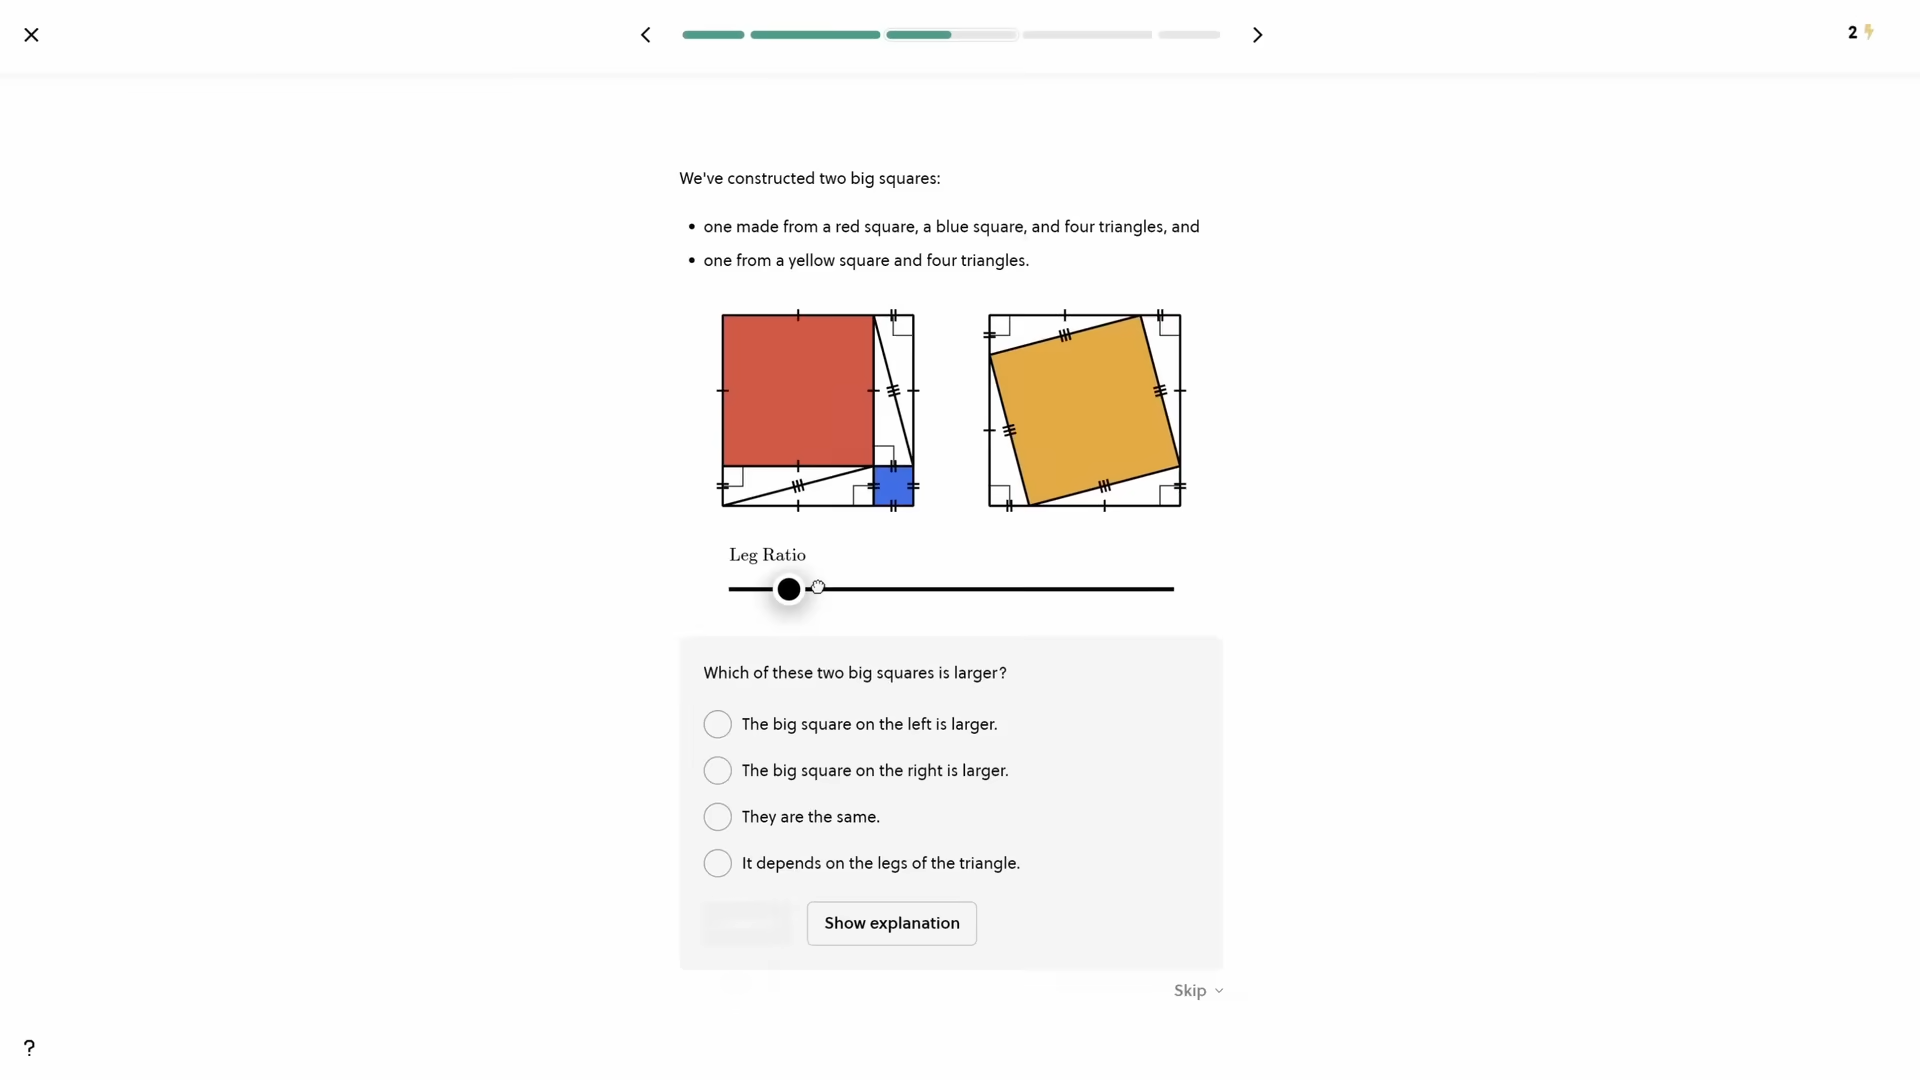 2
We've constructed two big squares:
• one made from a red square, a blue square, and four triangles, and
• one from a yellow square and four triangles.
Leg Ratio
Which of these two big squares is larger?
The big square on the left is larger.
The big square on the right is larger.
They are the same.
It depends on the legs of the triangle.
Show explanation
Skip
?